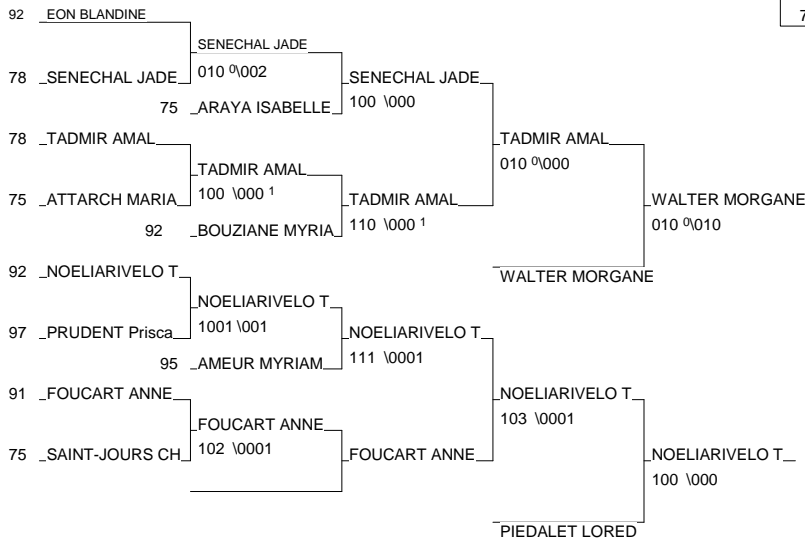 92 EON BLANDINE
7
SENECHAL JADE
78 SENECHAL JADE 010 0\002 SENECHAL JADE
75 ARAYA ISABELLE 100 \000
78 TADMIR AMAL TADMIR AMAL
TADMIR AMAL 010 0\000
75 ATTARCH MARIA 100 \000 1 TADMIR AMAL WALTER MORGANE
92 BOUZIANE MYRIA 110 \000 1 010 0\010
92 NOELIARIVELO T WALTER MORGANE
NOELIARIVELO T
97 PRUDENT Prisca 1001 \001 NOELIARIVELO T
95 AMEUR MYRIAM 111 \0001
91 FOUCART ANNE NOELIARIVELO T
FOUCART ANNE 103 \0001
75 SAINT-JOURS CH 102 \0001 FOUCART ANNE NOELIARIVELO T
100 \000
PIEDALET LORED